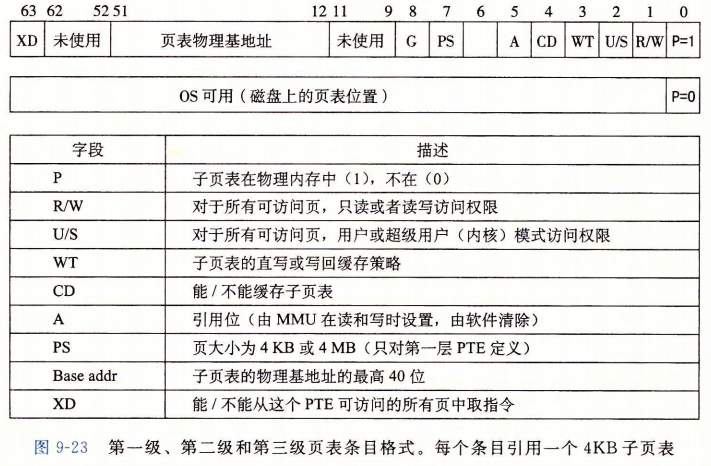 63 62 52 51 12 11 9 8 7 6 5 4 3 2 1 0
XD 未使用 页表物理基地址 未使用 G PS A CD WT U/S R/W P=1
OS 可用（磁盘上的页表位置） P=0
字段 描述
P 子页表在物理内存中（1），不在（0）
R/W 对于所有可访问页，只读或者读写访问权限
U/S 对于所有可访问页，用户或超级用户（内核）模式访问权限
WT 子页表的直写或写回缓存策略
CD 能 / 不能缓存子页表
A 引用位（由 MMU 在读和写时设置，由软件清除）
PS 页大小为 4 KB 或 4 MB（只对第一层 PTE 定义）
Base addr 子页表的物理基地址的最高 40 位
XD 能 / 不能从这个 PTE 可访问的所有页中取指令
图 9-23 第一级、第二级和第三级页表条目格式。每个条目引用一个 4KB 子页表